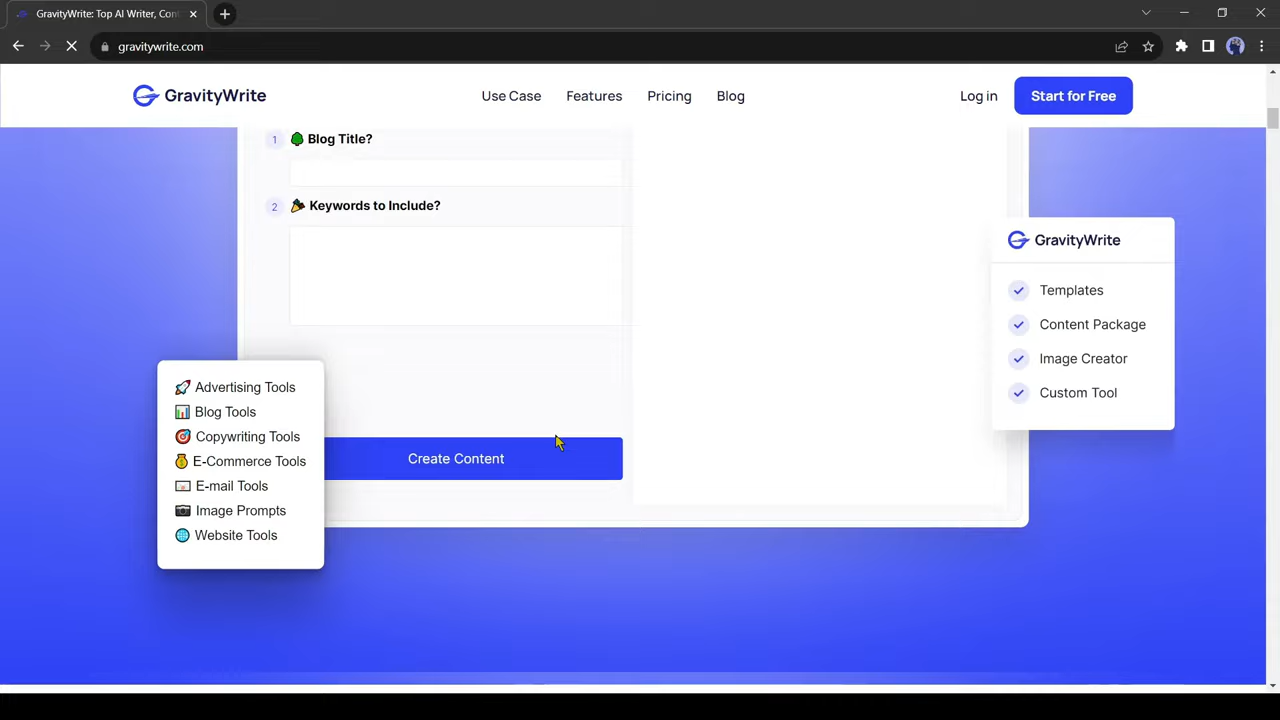 GravityWrite: Top AI Writer, Con
gravitywrite.com
GravityWrite
Use Case
Features
Pricing
Blog
Log in
Start for Free
1
Blog Title?
2
Keywords to Include?
Create Content
Advertising Tools
Blog Tools
Copywriting Tools
E-Commerce Tools
E-mail Tools
Image Prompts
Website Tools
GravityWrite
Templates
Content Package
Image Creator
Custom Tool